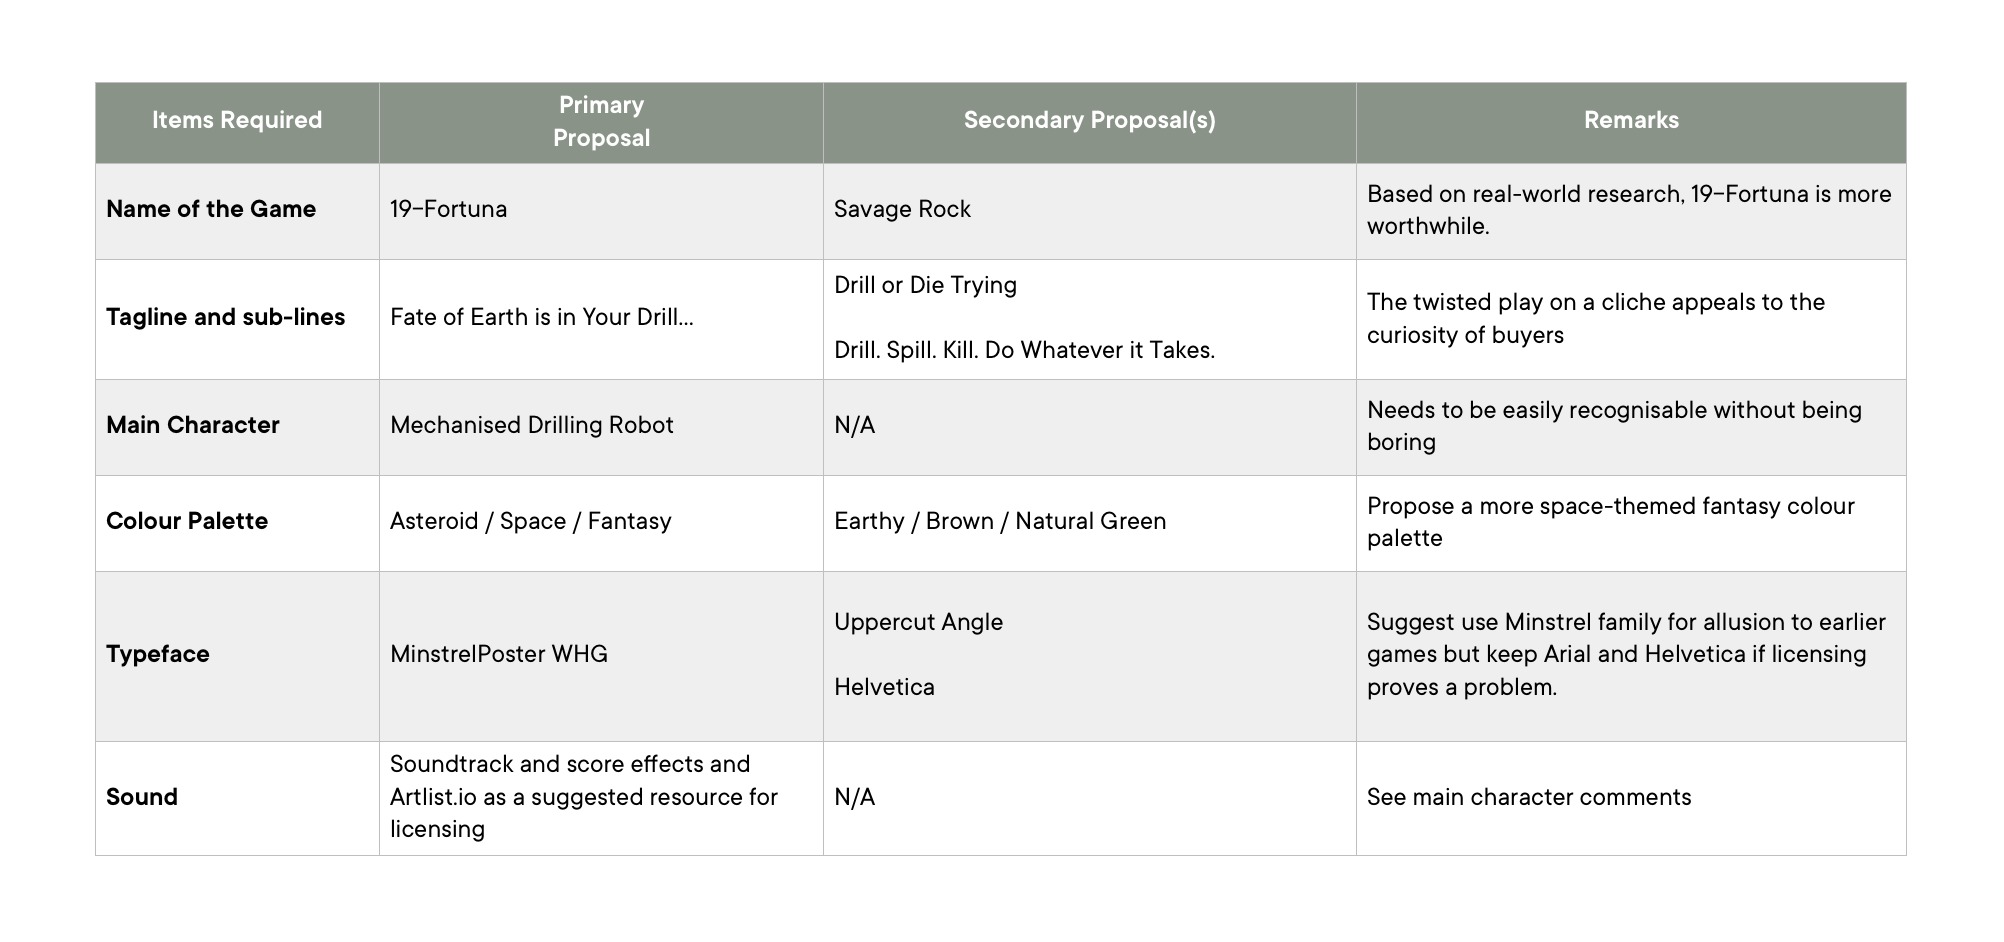 Items Required
Primary
Proposal
Secondary Proposal(s)
Remarks
Name of the Game
19–Fortuna
Savage Rock
Based on real-world research, 19–Fortuna is more
worthwhile.
Tagline and sub-lines
Fate of Earth is in Your Drill...
Drill or Die Trying
Drill. Spill. Kill. Do Whatever it Takes.
The twisted play on a cliche appeals to the
curiosity of buyers
Main Character
Mechanised Drilling Robot
N/A
Needs to be easily recognisable without being
boring
Colour Palette
Asteroid / Space / Fantasy
Earthy / Brown / Natural Green
Propose a more space-themed fantasy colour
palette
Typeface
MinstrelPoster WHG
Uppercut Angle
Helvetica
Suggest use Minstrel family for allusion to earlier
games but keep Arial and Helvetica if licensing
proves a problem.
Sound
Soundtrack and score effects and
Artlist.io as a suggested resource for
licensing
N/A
See main character comments